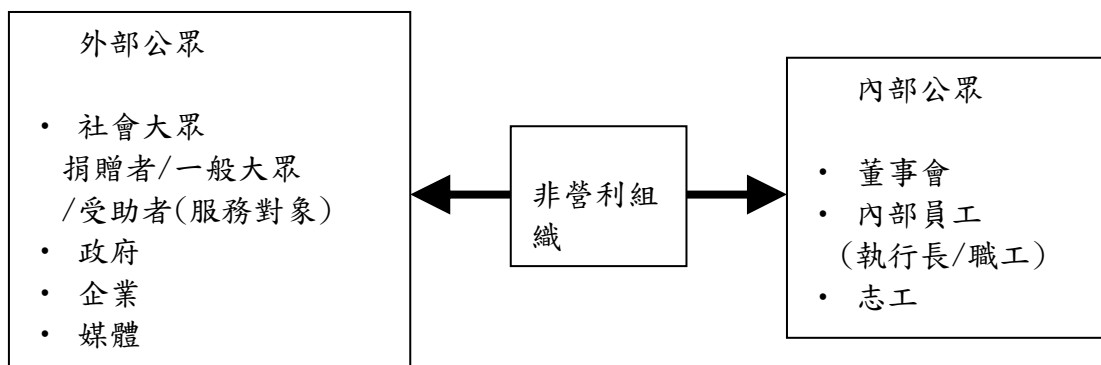 外部公眾
• 社會大眾
捐贈者/一般大眾
/受助者(服務對象)
• 政府
• 企業
• 媒體
非營利組
織
內部公眾
• 董事會
• 內部員工
(執行長/職工)
• 志工